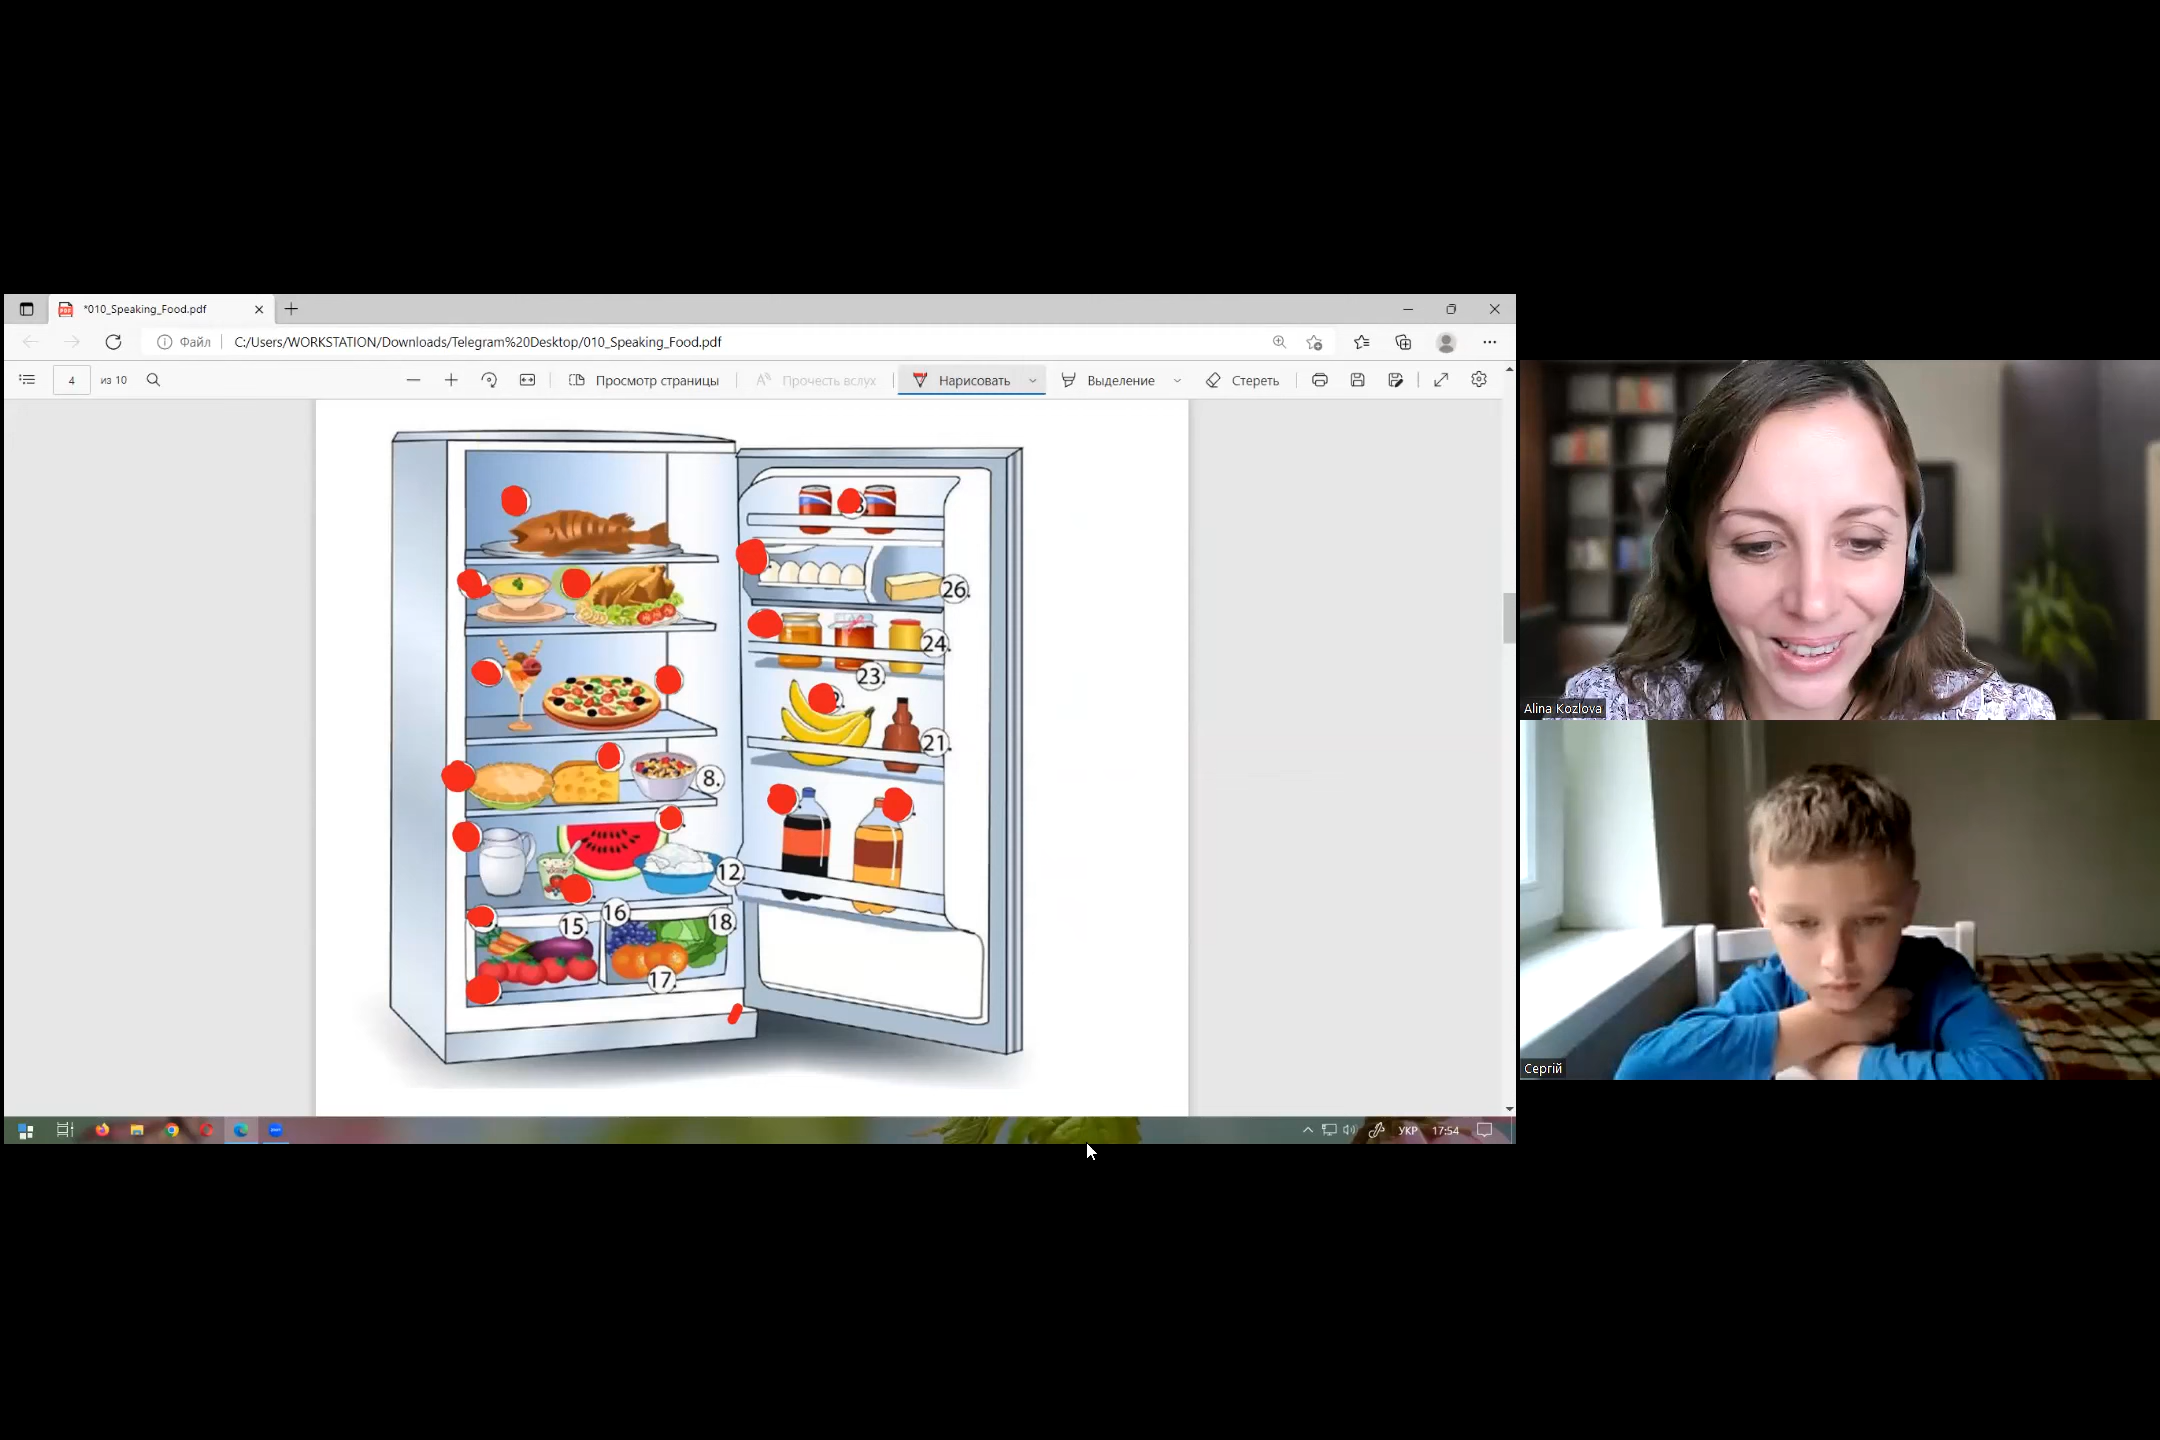 *010_Speaking_Food.pdf
Файл
C:/Users/WORKSTATION/Downloads/Telegram%20Desktop/010_Speaking_Food.pdf
4 из 10
Просмотр страницы
Прочесть вслух
Нарисовать
Выделение
Стереть
26.
24.
23.
21.
8.
12.
16.
15.
18.
17.
УКР 17:54
Alina Kozlova
Сергій